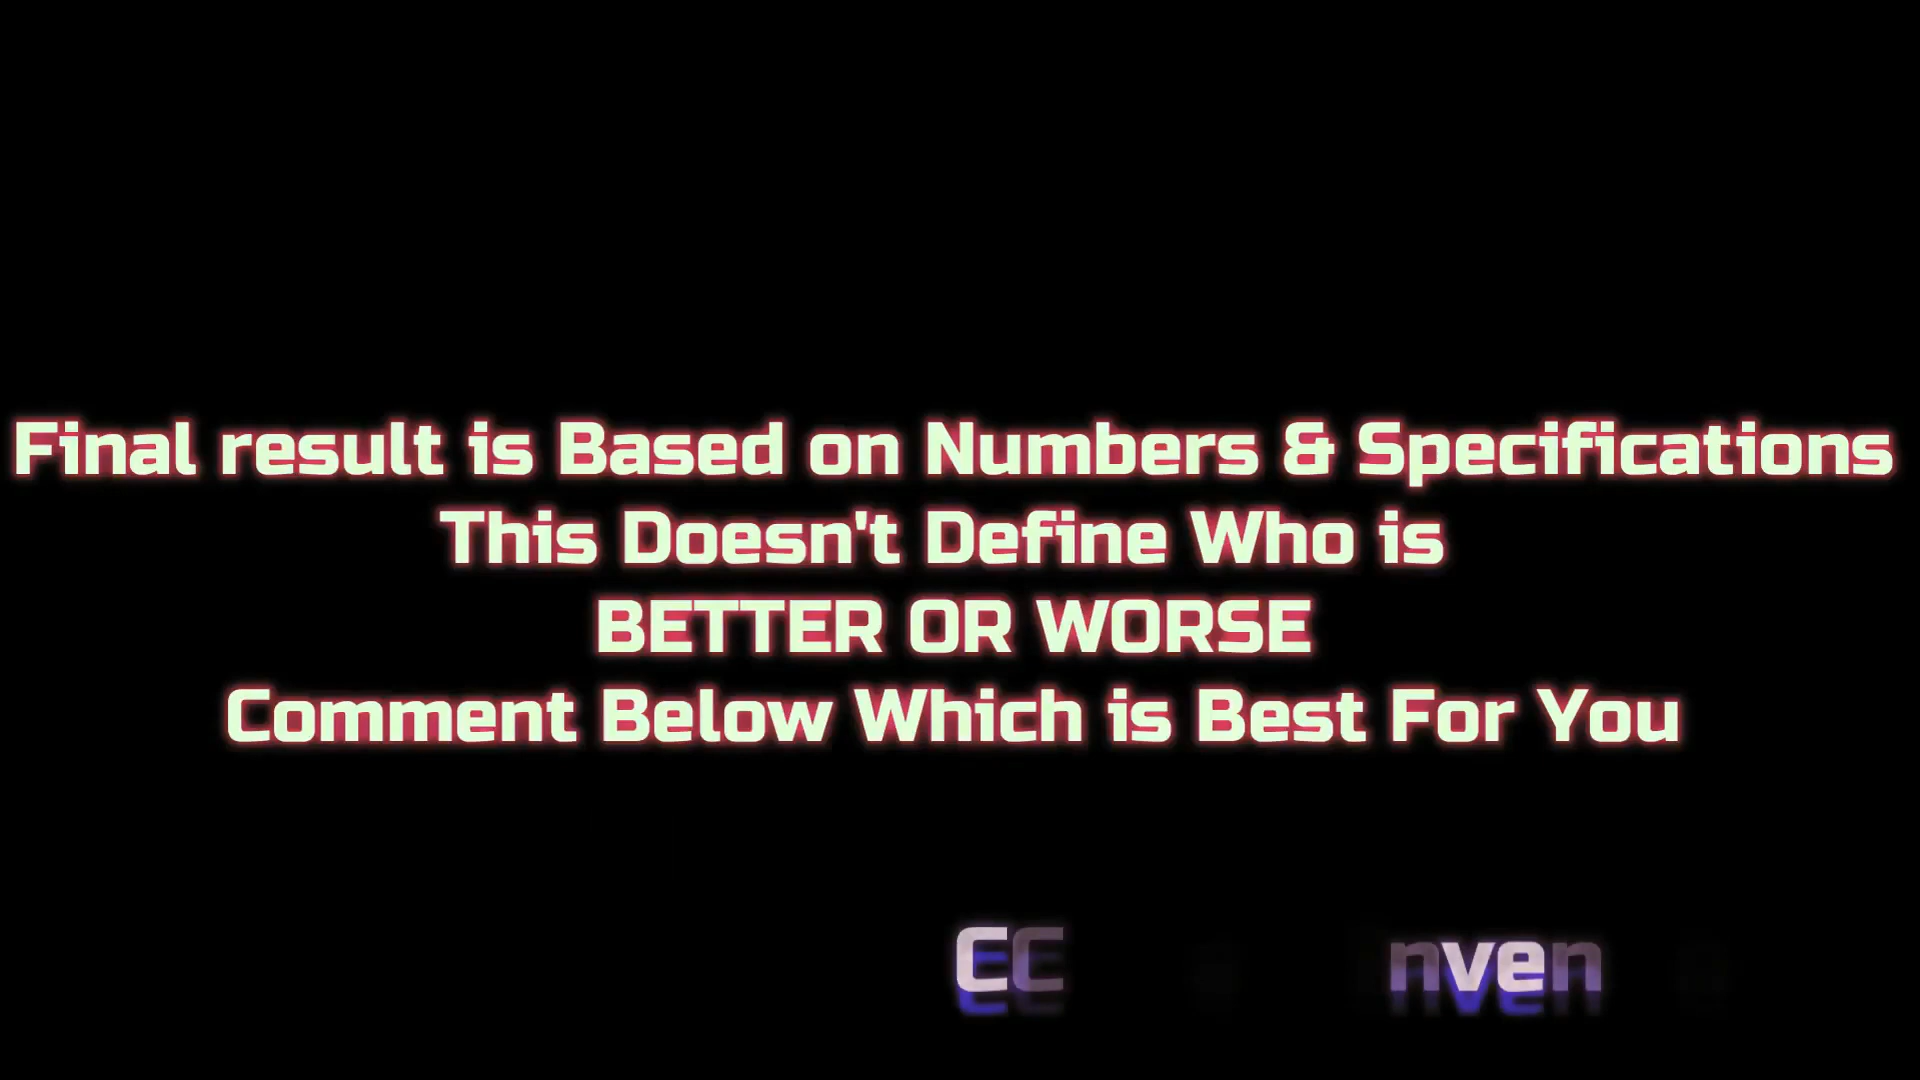 Final result is Based on Numbers & Specifications
This Doesn't Define Who is
BETTER OR WORSE
Comment Below Which is Best For You